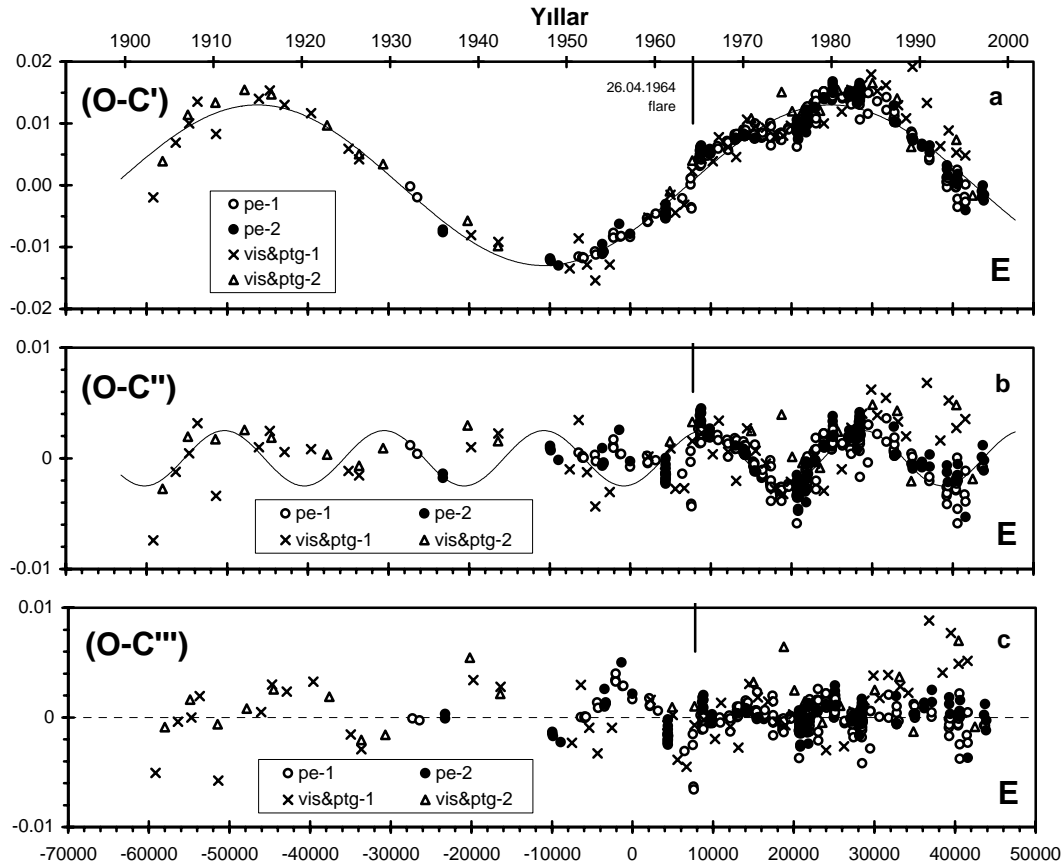 Yıllar
1900 1910 1920 1930 1940 1950 1960 1970 1980 1990 2000
0.02
(O-C')
a
26.04.1964
flare
0.01
0.00
pe-1
pe-2
vis&ptg-1
vis&ptg-2
-0.01
E
-0.02
0.01
(O-C'')
b
0
pe-1 pe-2
vis&ptg-1 vis&ptg-2
E
-0.01
0.01
(O-C''')
c
0
pe-1 pe-2
vis&ptg-1 vis&ptg-2
E
-0.01
-70000 -60000 -50000 -40000 -30000 -20000 -10000 0 10000 20000 30000 40000 50000